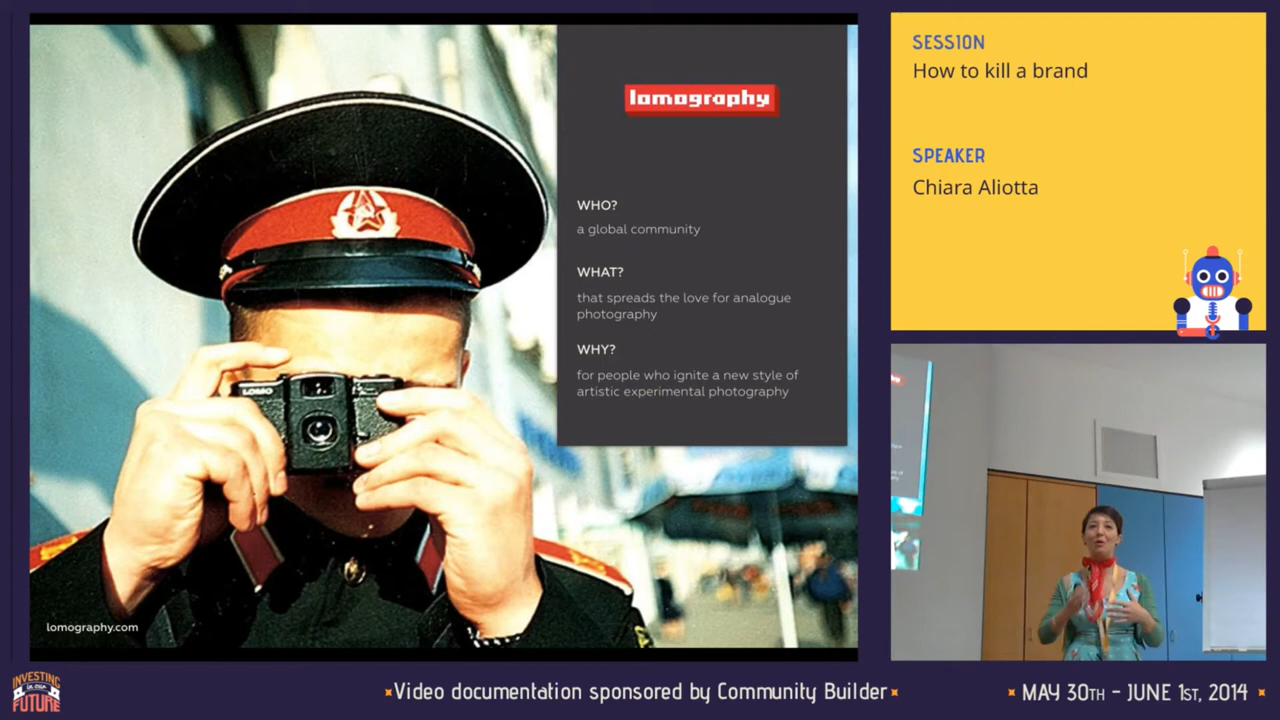 lomography
WHO?
a global community
WHAT?
that spreads the love for analogue
photography
WHY?
for people who ignite a new style of
artistic experimental photography
LOMO
lomography.com
SESSION
How to kill a brand
SPEAKER
Chiara Aliotta
INVESTING
in our
FUTURE
Video documentation sponsored by Community Builder
MAY 30TH - JUNE 1ST, 2014